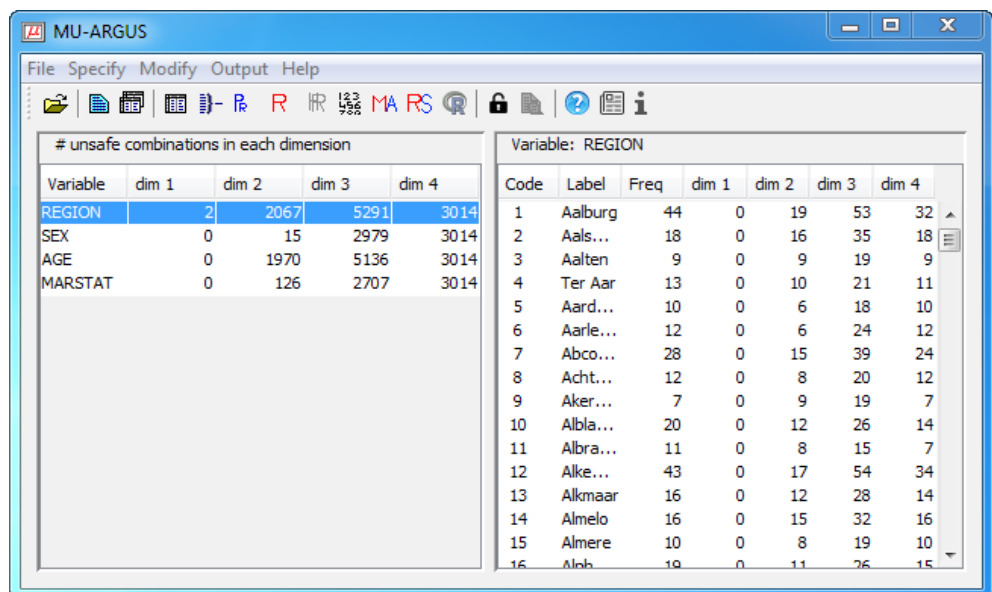 µ MU-ARGUS
File Specify Modify Output Help
# unsafe combinations in each dimension
Variable dim 1 dim 2 dim 3 dim 4
REGION 2 2067 5291 3014
SEX 0 15 2979 3014
AGE 0 1970 5136 3014
MARSTAT 0 126 2707 3014
Variable: REGION
Code Label Freq dim 1 dim 2 dim 3 dim 4
1 Aalburg 44 0 19 53 32
2 Aals... 18 0 16 35 18
3 Aalten 9 0 9 19 9
4 Ter Aar 13 0 10 21 11
5 Aard... 10 0 6 18 10
6 Aarle... 12 0 6 24 12
7 Abco... 28 0 15 39 24
8 Acht... 12 0 8 20 12
9 Aker... 7 0 9 19 7
10 Albla... 20 0 12 26 14
11 Albra... 11 0 8 15 7
12 Alke... 43 0 17 54 34
13 Alkmaar 16 0 12 28 14
14 Almelo 16 0 15 32 16
15 Almere 10 0 8 19 10
16 Alph 19 0 11 26 15